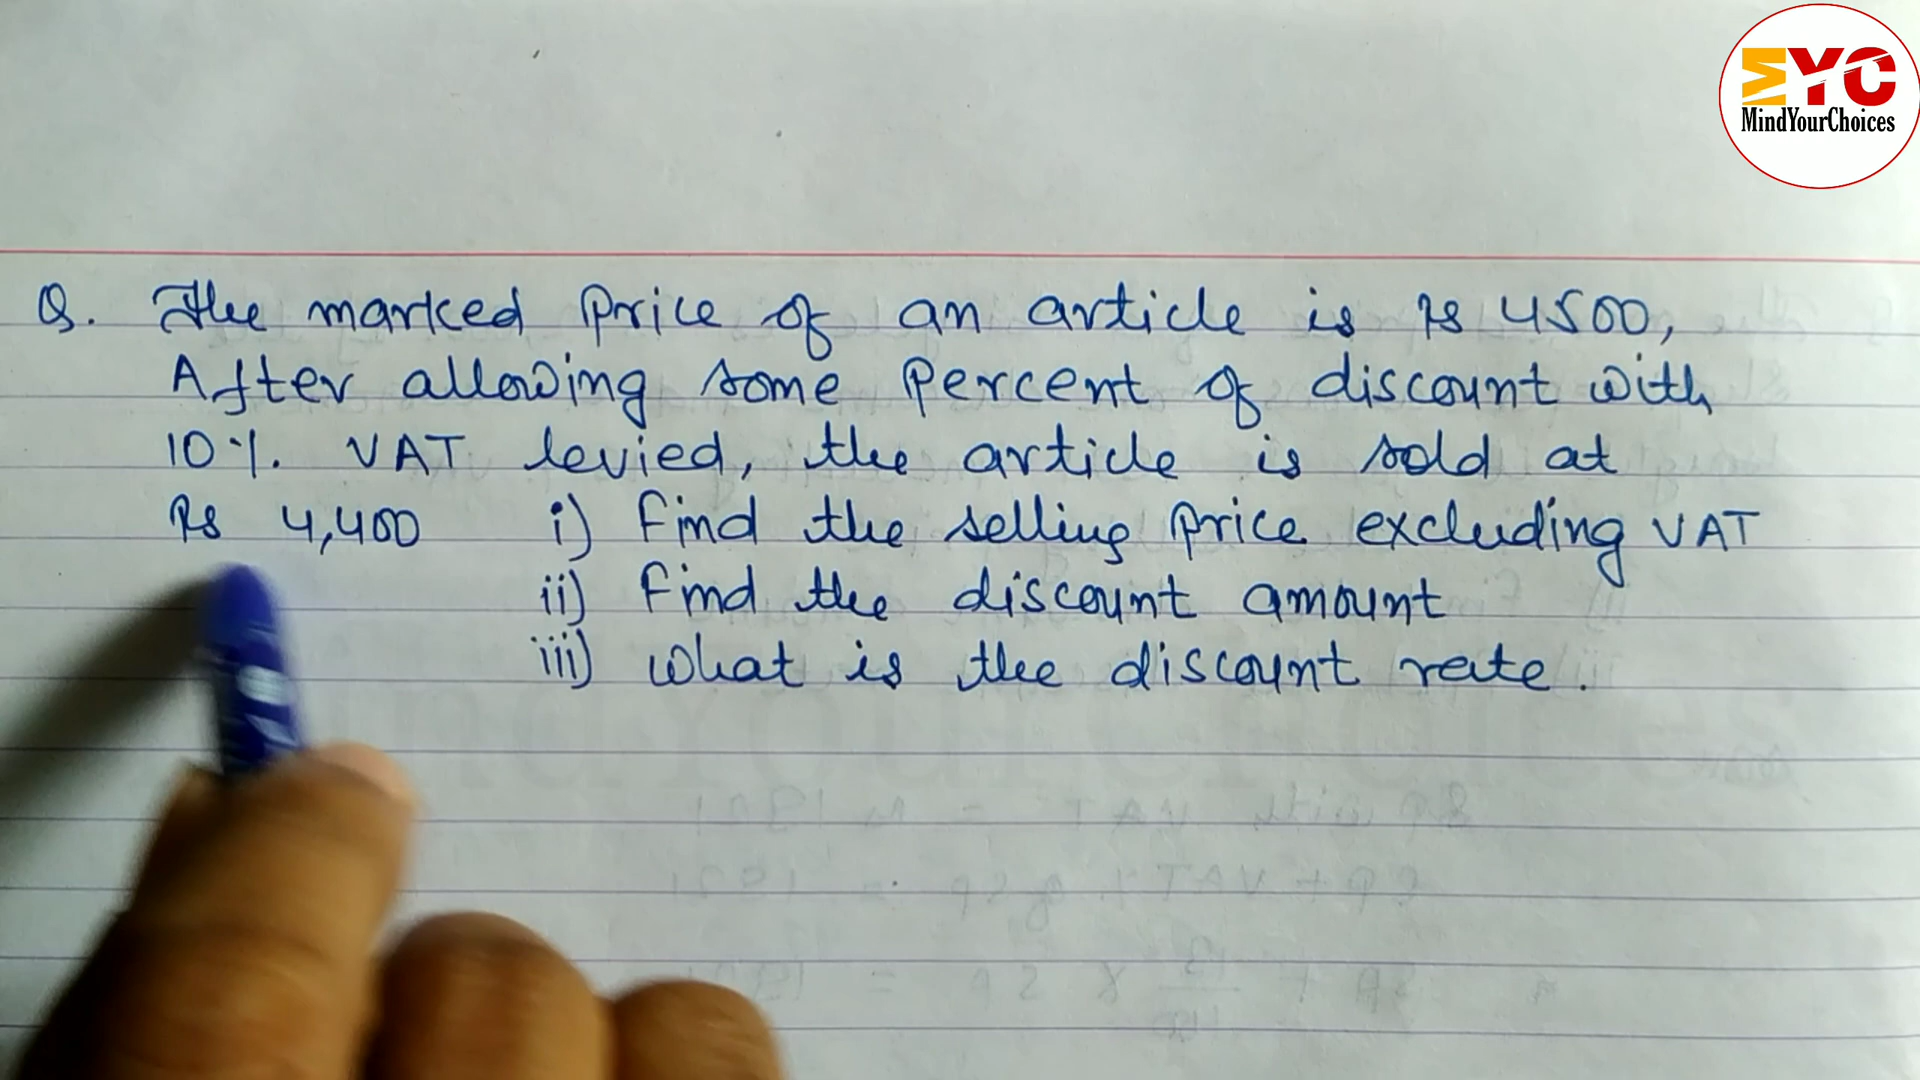 MYC
MindYourChoices
Q. The marked price of an article is Rs 4500,
After allowing some percent of discount with
10%. VAT levied, the article is sold at
Rs 4,400 i) Find the selling price excluding VAT
ii) Find the discount amount
iii) What is the discount rate.